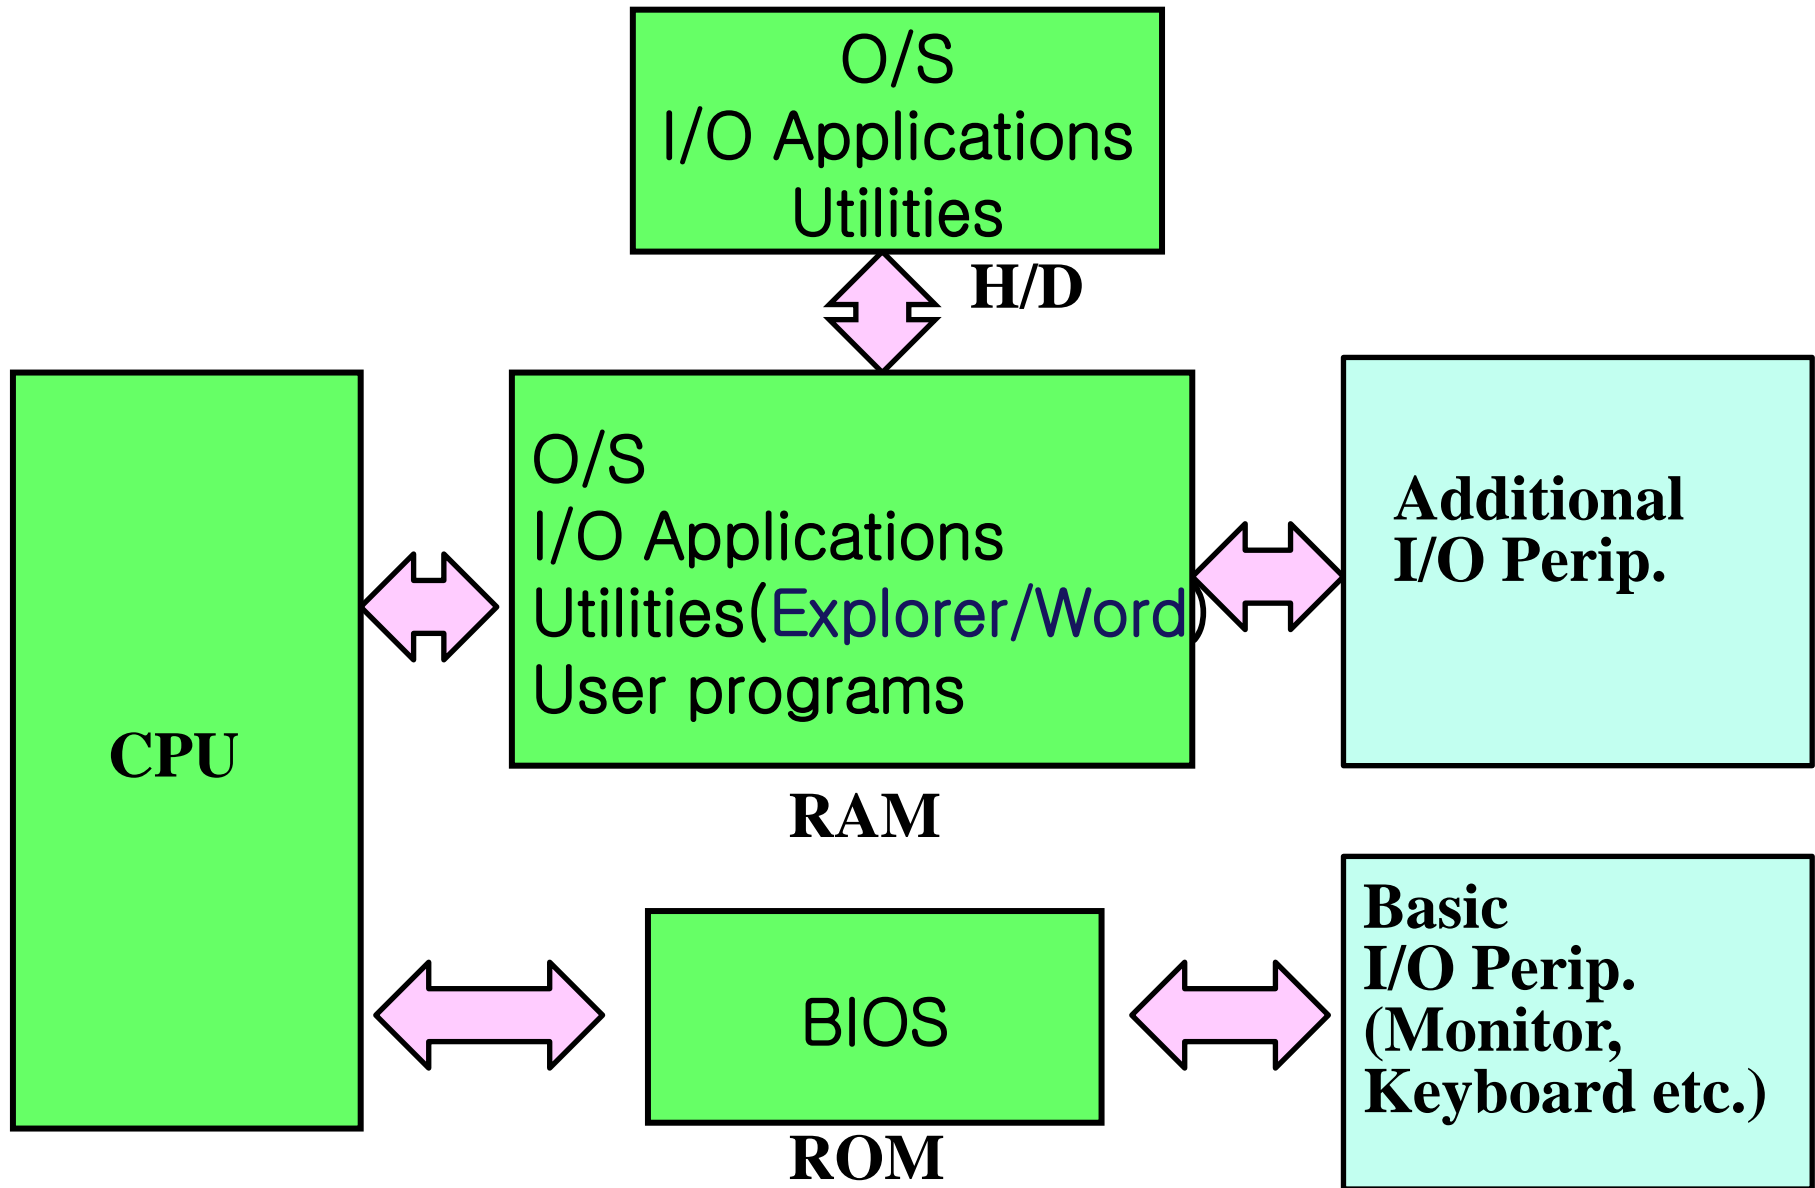 O/S
I/O Applications
Utilities
H/D
O/S
I/O Applications
Utilities(Explorer/Word)
User programs
RAM
Additional
I/O Perip.
CPU
BIOS
ROM
Basic
I/O Perip.
(Monitor,
Keyboard etc.)